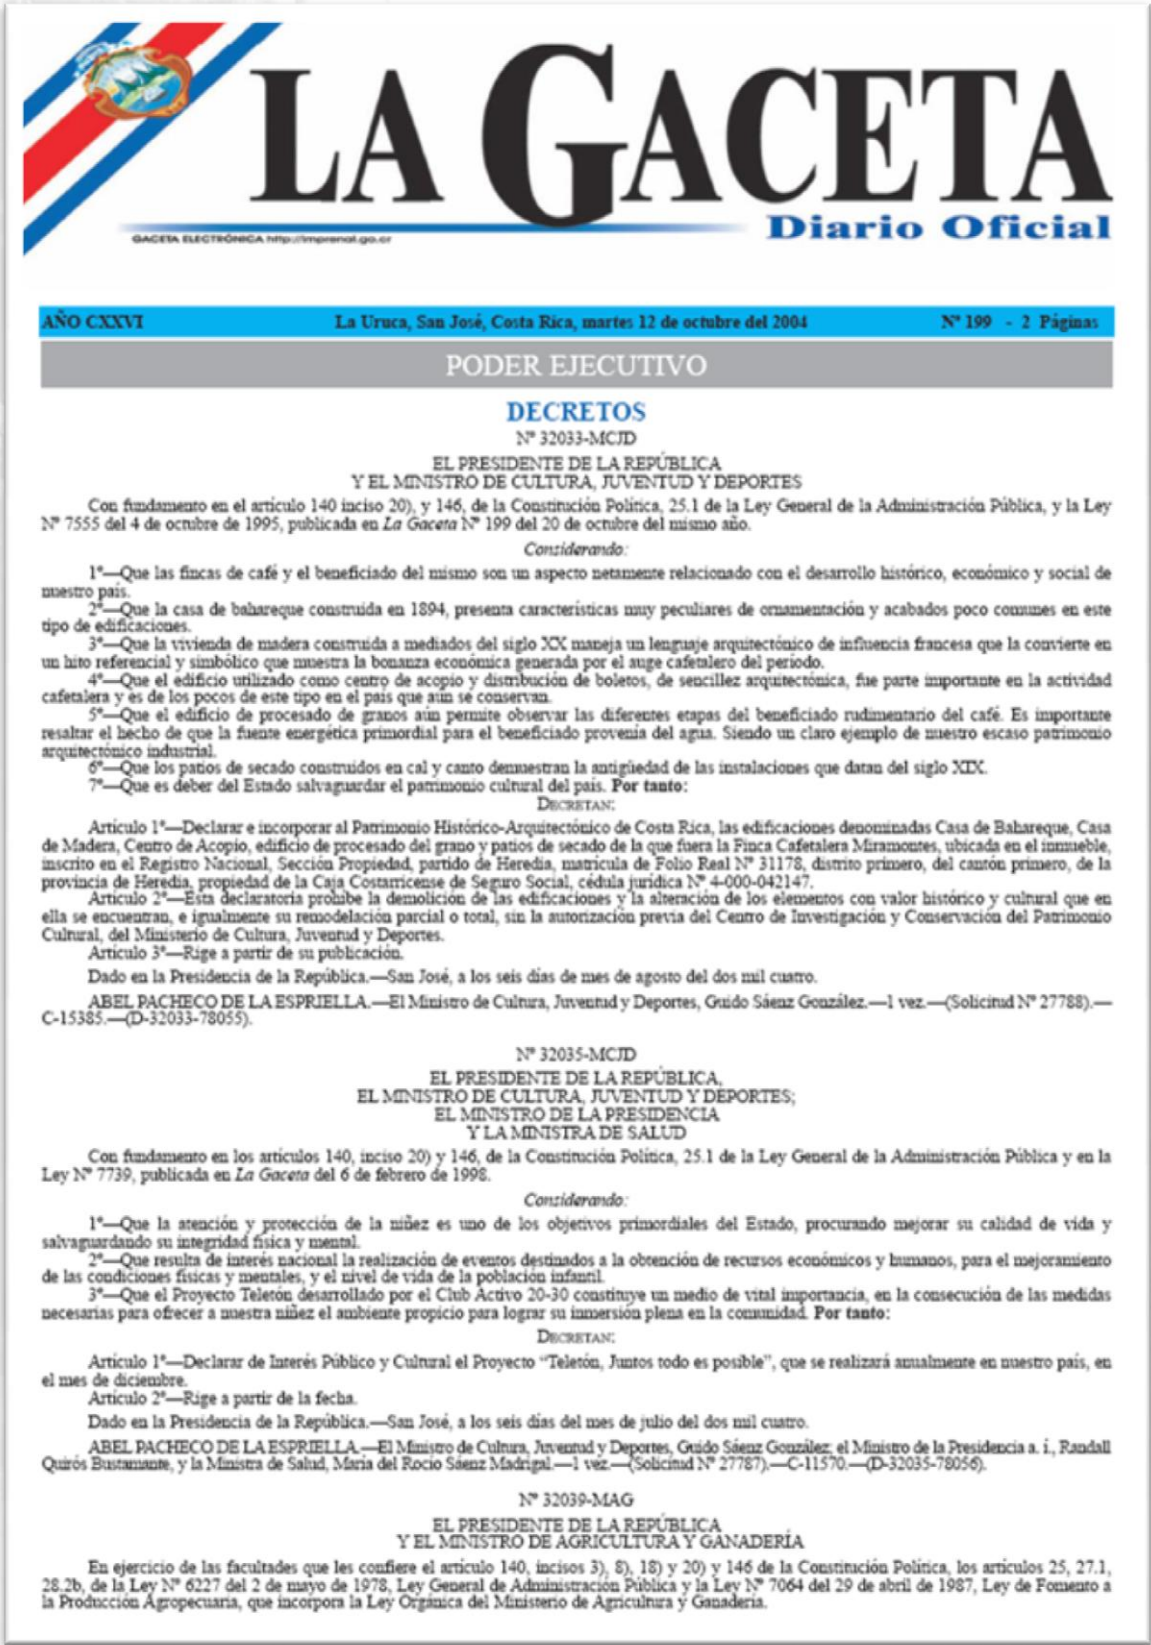 LA GACETA
Diario Oficial
GACETA ELECTRÓNICA http://imprenal.go.cr
AÑO CXXVI La Uruca, San José, Costa Rica, martes 12 de octubre del 2004 Nº 199 - 2 Páginas
PODER EJECUTIVO
DECRETOS
Nº 32033-MCJD
EL PRESIDENTE DE LA REPÚBLICA
Y EL MINISTRO DE CULTURA, JUVENTUD Y DEPORTES
Con fundamento en el artículo 140 inciso 20), y 146, de la Constitución Política, 25.1 de la Ley General de la Administración Pública, y la Ley
Nº 7555 del 4 de octubre de 1995, publicada en La Gaceta Nº 199 del 20 de octubre del mismo año.
Considerando:
1º—Que las fincas de café y el beneficiado del mismo son un aspecto netamente relacionado con el desarrollo histórico, económico y social de
nuestro país.
2º—Que la casa de bahareque construida en 1894, presenta características muy peculiares de ornamentación y acabados poco comunes en este
tipo de edificaciones.
3º—Que la vivienda de madera construida a mediados del siglo XX maneja un lenguaje arquitectónico de influencia francesa que la convierte en
un hito referencial y simbólico que muestra la bonanza económica generada por el auge cafetalero del período.
4º—Que el edificio utilizado como centro de acopio y distribución de boletos, de sencillez arquitectónica, fue parte importante en la actividad
cafetalera y es de los pocos de este tipo en el país que aún se conservan.
5º—Que el edificio de procesado de granos aún permite observar las diferentes etapas del beneficiado rudimentario del café. Es importante
resaltar el hecho de que la fuente energética primordial para el beneficiado provenía del agua. Siendo un claro ejemplo de nuestro escaso patrimonio
arquitectónico industrial.
6º—Que los patios de secado construidos en cal y canto demuestran la antigüedad de las instalaciones que datan del siglo XIX.
7º—Que es deber del Estado salvaguardar el patrimonio cultural del país. Por tanto:
DECRETAN:
Artículo 1º—Declarar e incorporar al Patrimonio Histórico-Arquitectónico de Costa Rica, las edificaciones denominadas Casa de Bahareque, Casa
de Madera, Centro de Acopio, edificio de procesado del grano y patios de secado de la que fuera la Finca Cafetalera Miramontes, ubicada en el inmueble,
inscrito en el Registro Nacional, Sección Propiedad, partido de Heredia, matrícula de Folio Real Nº 31178, distrito primero, del cantón primero, de la
provincia de Heredia, propiedad de la Caja Costarricense de Seguro Social, cédula jurídica Nº 4-000-042147.
Artículo 2º—Esta declaratoria prohíbe la demolición de las edificaciones y la alteración de los elementos con valor histórico y cultural que en
ella se encuentran, e igualmente su remodelación parcial o total, sin la autorización previa del Centro de Investigación y Conservación del Patrimonio
Cultural, del Ministerio de Cultura, Juventud y Deportes.
Artículo 3º—Rige a partir de su publicación.
Dado en la Presidencia de la República.—San José, a los seis días de mes de agosto del dos mil cuatro.
ABEL PACHECO DE LA ESPRIELLA.—El Ministro de Cultura, Juventud y Deportes, Guido Sáenz González.—1 vez.—(Solicitud Nº 27788).—
C-15385.—(D-32033-78055).
Nº 32035-MCJD
EL PRESIDENTE DE LA REPÚBLICA,
EL MINISTRO DE CULTURA, JUVENTUD Y DEPORTES;
EL MINISTRO DE LA PRESIDENCIA
Y LA MINISTRA DE SALUD
Con fundamento en los artículos 140, inciso 20) y 146, de la Constitución Política, 25.1 de la Ley General de la Administración Pública y en la
Ley Nº 7739, publicada en La Gaceta del 6 de febrero de 1998.
Considerando:
1º—Que la atención y protección de la niñez es uno de los objetivos primordiales del Estado, procurando mejorar su calidad de vida y
salvaguardando su integridad física y mental.
2º—Que resulta de interés nacional la realización de eventos destinados a la obtención de recursos económicos y humanos, para el mejoramiento
de las condiciones físicas y mentales, y el nivel de vida de la población infantil.
3º—Que el Proyecto Teletón desarrollado por el Club Activo 20-30 constituye un medio de vital importancia, en la consecución de las medidas
necesarias para ofrecer a nuestra niñez el ambiente propicio para lograr su inmersión plena en la comunidad. Por tanto:
DECRETAN:
Artículo 1º—Declarar de Interés Público y Cultural el Proyecto “Teletón, Juntos todo es posible”, que se realizará anualmente en nuestro país, en
el mes de diciembre.
Artículo 2º—Rige a partir de la fecha.
Dado en la Presidencia de la República.—San José, a los seis días del mes de julio del dos mil cuatro.
ABEL PACHECO DE LA ESPRIELLA.—El Ministro de Cultura, Juventud y Deportes, Guido Sáenz González; el Ministro de la Presidencia a. i., Randall
Quirós Bustamante, y la Ministra de Salud, María del Rocío Sáenz Madrigal.—1 vez.—(Solicitud Nº 27787).—C-11570.—(D-32035-78056).
Nº 32039-MAG
EL PRESIDENTE DE LA REPÚBLICA
Y EL MINISTRO DE AGRICULTURA Y GANADERÍA
En ejercicio de las facultades que les confiere el artículo 140, incisos 3), 8), 18) y 20) y 146 de la Constitución Política, los artículos 25, 27.1,
28.2b, de la Ley Nº 6227 del 2 de mayo de 1978, Ley General de Administración Pública y la Ley Nº 7064 del 29 de abril de 1987, Ley de Fomento a
la Producción Agropecuaria, que incorpora la Ley Orgánica del Ministerio de Agricultura y Ganadería.